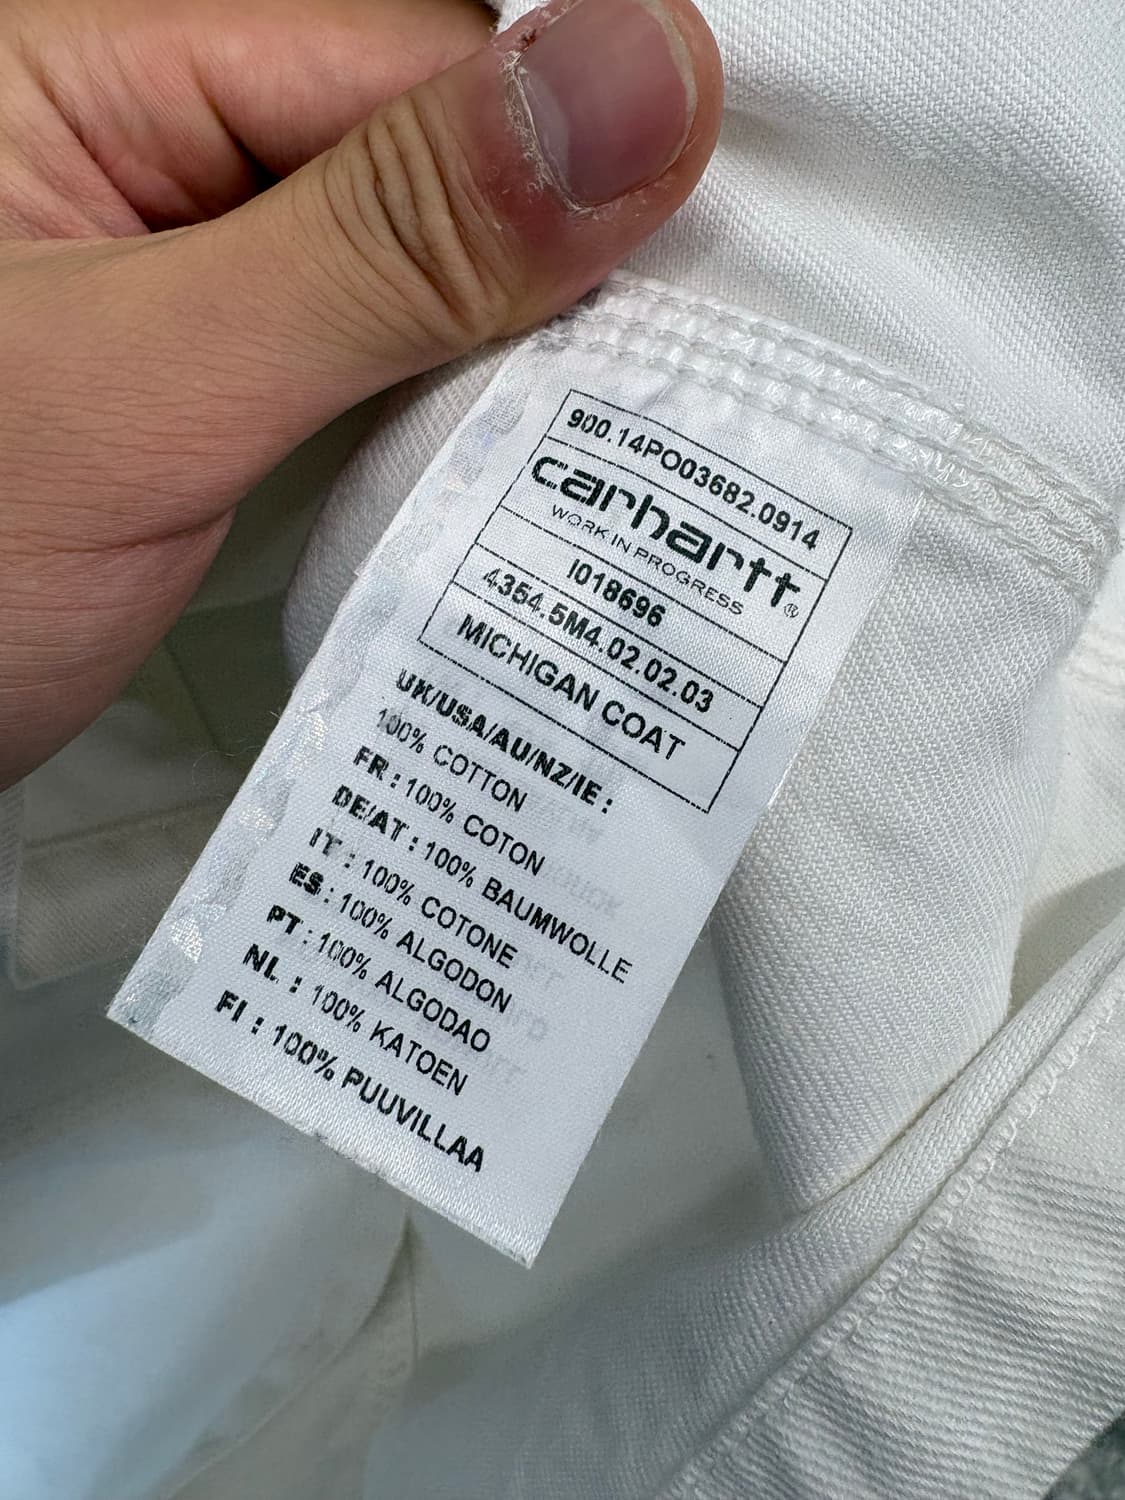 900.14PO03682.0914
carhartt®
WORK IN PROGRESS
I018696
4354.5M4.02.02.03
MICHIGAN COAT
UK/USA/AU/NZ/IE :
100% COTTON
FR : 100% COTON
DE/AT : 100% BAUMWOLLE
IT : 100% COTONE
ES : 100% ALGODON
PT : 100% ALGODAO
NL : 100% KATOEN
FI : 100% PUUVILLAA